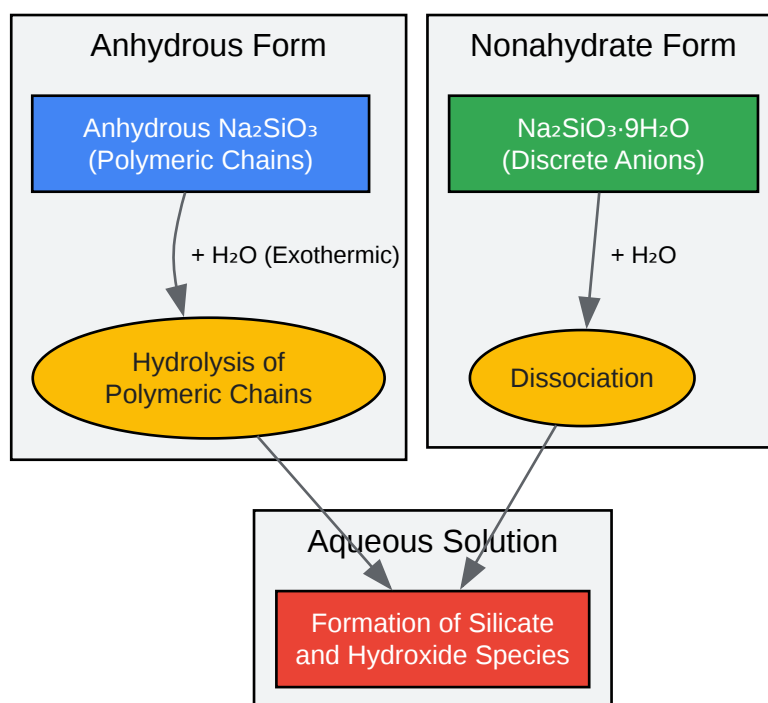 Anhydrous Form
Anhydrous Na₂SiO₃
(Polymeric Chains)
+ H₂O (Exothermic)
Hydrolysis of
Polymeric Chains
Nonahydrate Form
Na₂SiO₃·9H₂O
(Discrete Anions)
+ H₂O
Dissociation
Aqueous Solution
Formation of Silicate
and Hydroxide Species